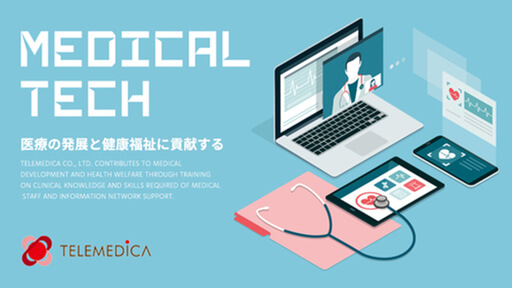 MEDICAL
TECH
医療の発展と健康福祉に貢献する
TELEMEDICA CO., LTD. CONTRIBUTES TO MEDICAL
DEVELOPMENT AND HEALTH WELFARE THROUGH TRAINING
ON CLINICAL KNOWLEDGE AND SKILLS REQUIRED OF MEDICAL
STAFF AND INFORMATION NETWORK SUPPORT.
TELEMEDICA